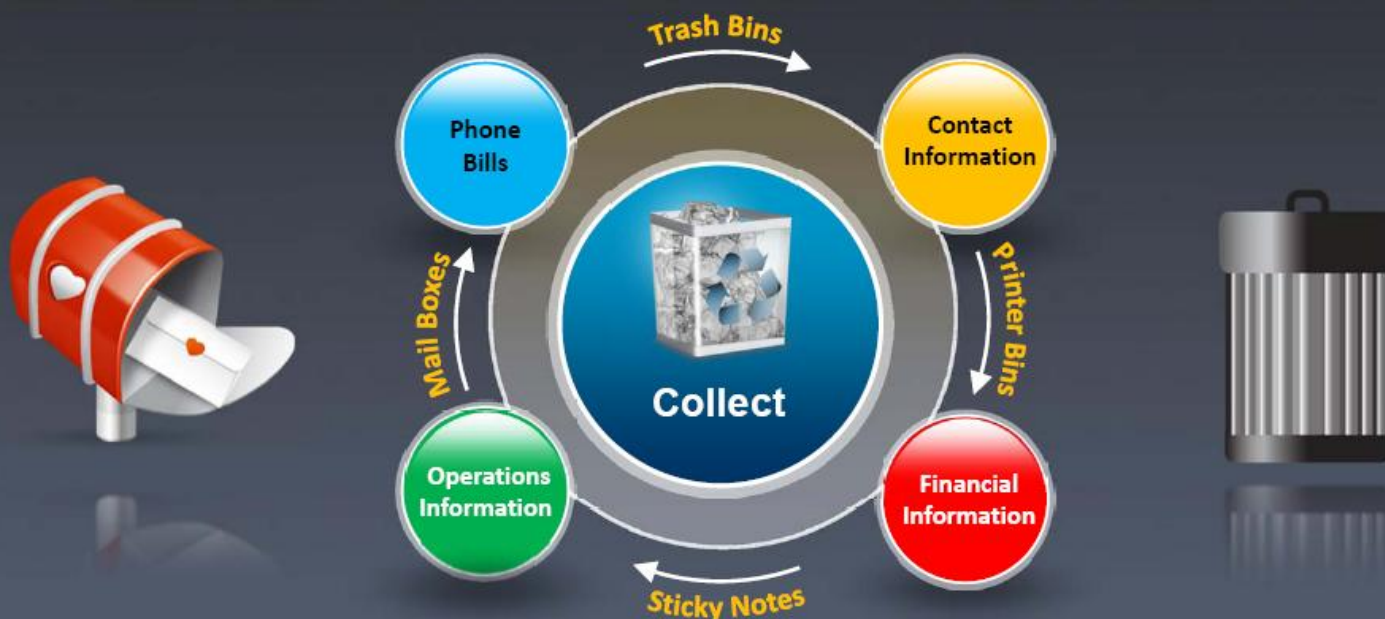 Trash Bins
Phone
Bills
Contact
Information
Mail Boxes
Printer Bins
Collect
Operations
Information
Financial
Information
Sticky Notes